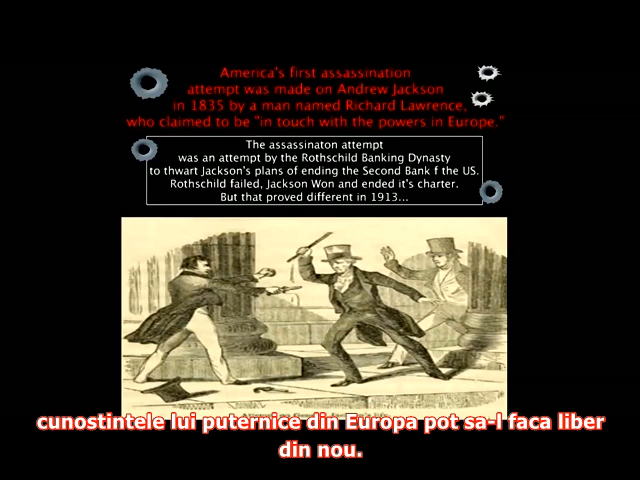 America's first assassination
attempt was made on Andrew Jackson
in 1835 by a man named Richard Lawrence,
who claimed to be "in touch with the powers in Europe."
The assassinaton attempt
was an attempt by the Rothschild Banking Dynasty
to thwart Jackson's plans of ending the Second Bank f the US.
Rothschild failed, Jackson Won and ended it's charter.
But that proved different in 1913...
cunostintele lui puternice din Europa pot sa-l faca liber
din nou.